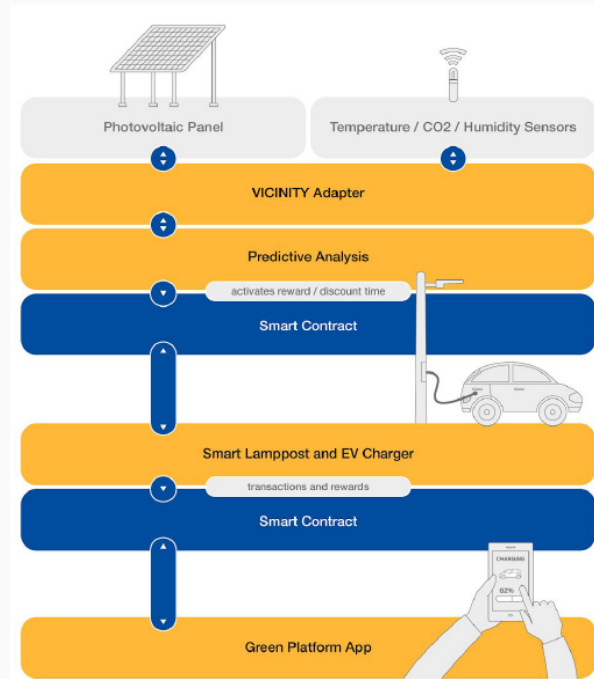 Photovoltaic Panel
Temperature / CO2 / Humidity Sensors
VICINITY Adapter
Predictive Analysis
activates reward / discount time
Smart Contract
Smart Lamppost and EV Charger
transactions and rewards
Smart Contract
CHARGING
62%
Green Platform App